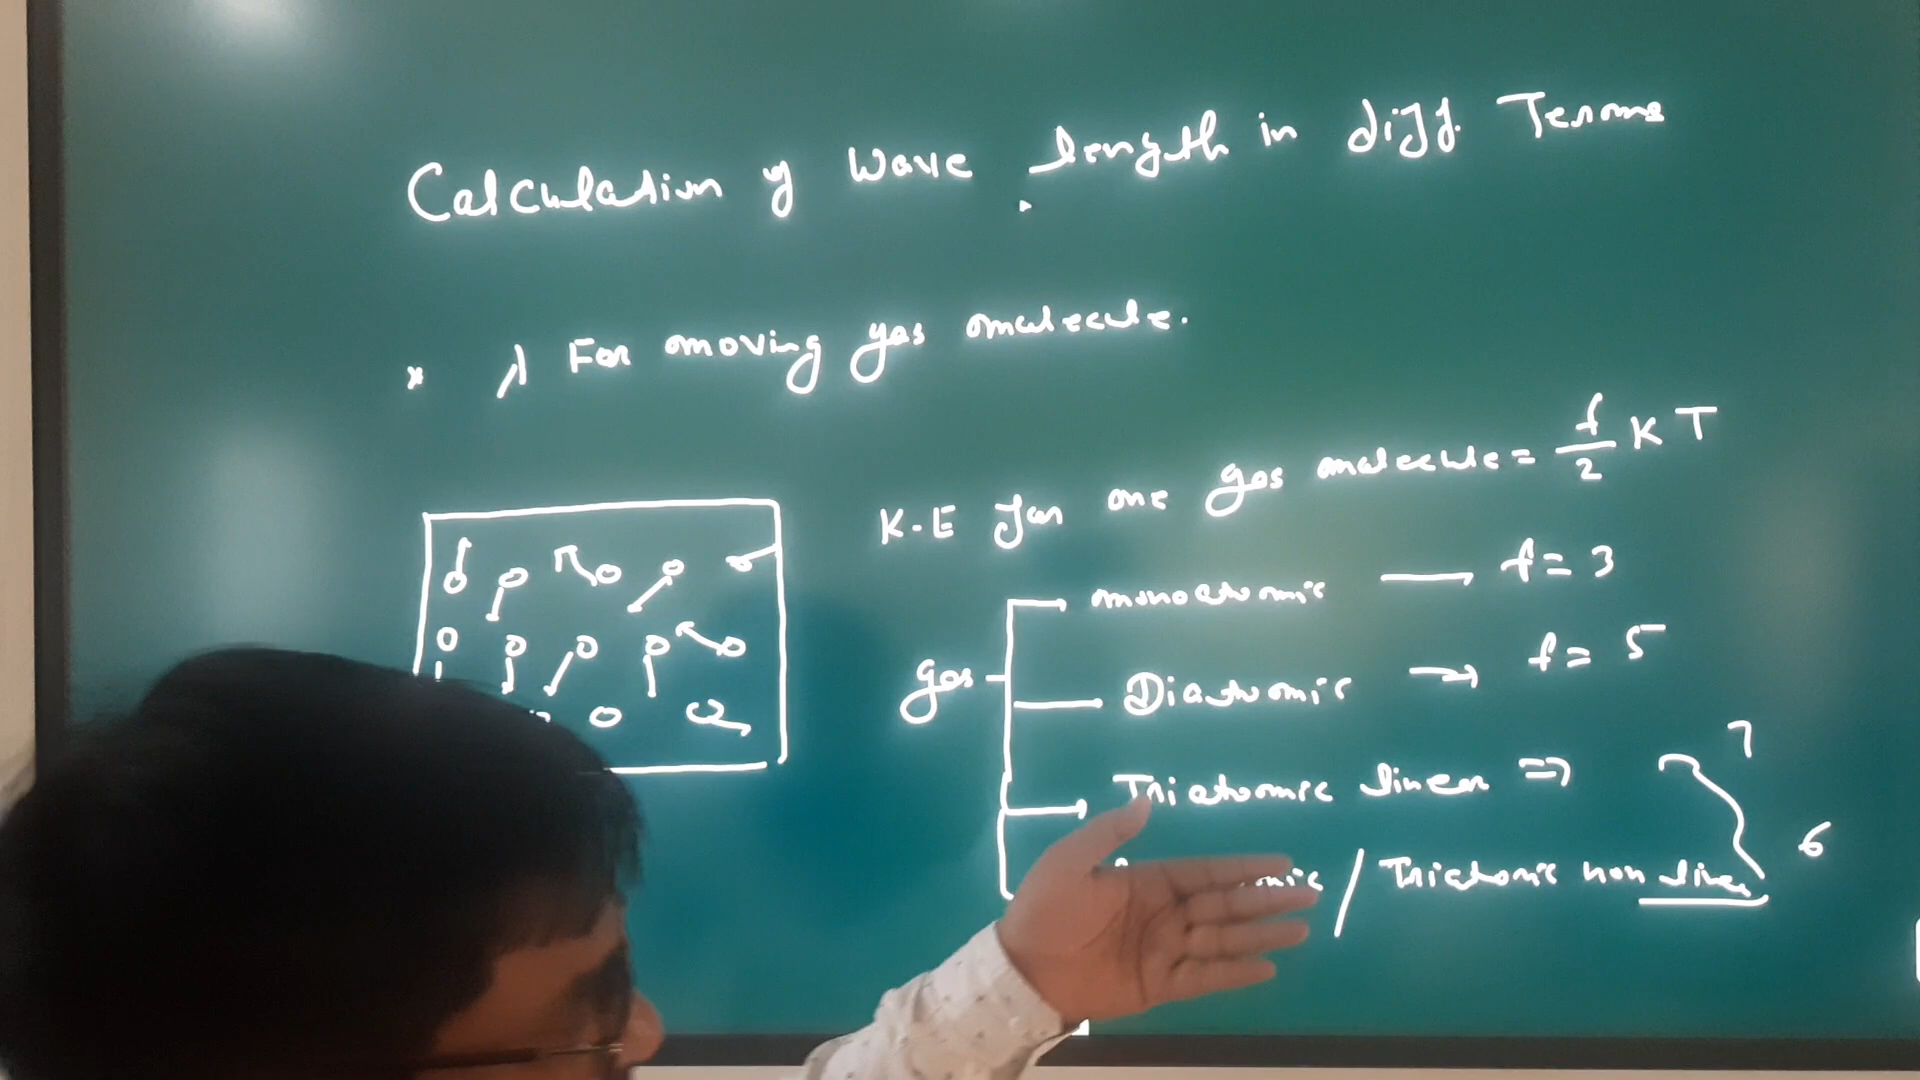 Calculation of Wave length in diff. Terms
* λ For moving gas molecule.
K.E for one gas molecule = f/2 KT
gas
monoatomic — f = 3
Diatomic → f = 5
Triatomic linear ⇒ 7
/ Triatomic non linear 6